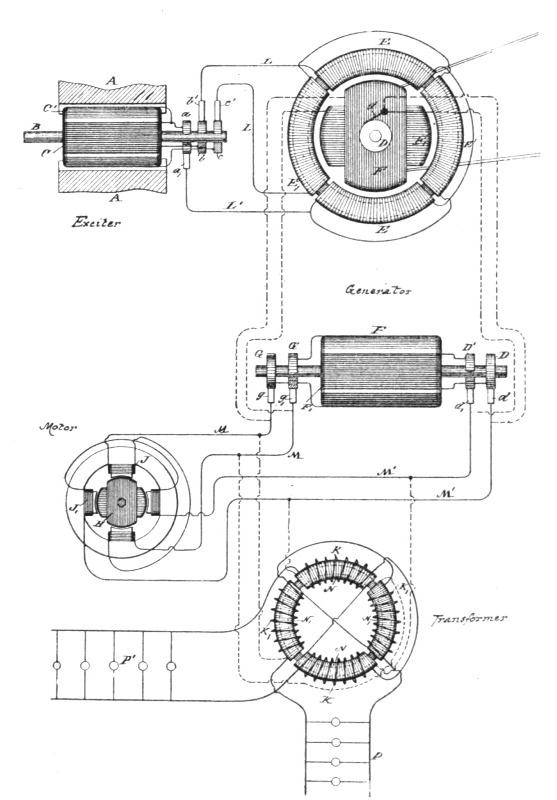 A
C'
B
C
A
Exciter
a
b'
c'
a,
b
c
L
L
L'
E
E'
E,'
E
F
F,
D
d
Generator
F
G
G'
g
g,
F,
D'
D
d,
d
Motor
M
M
M'
M'
J
J,
H
K
K,
K,
K
N
N,
N,
N
Transformer
P'
P